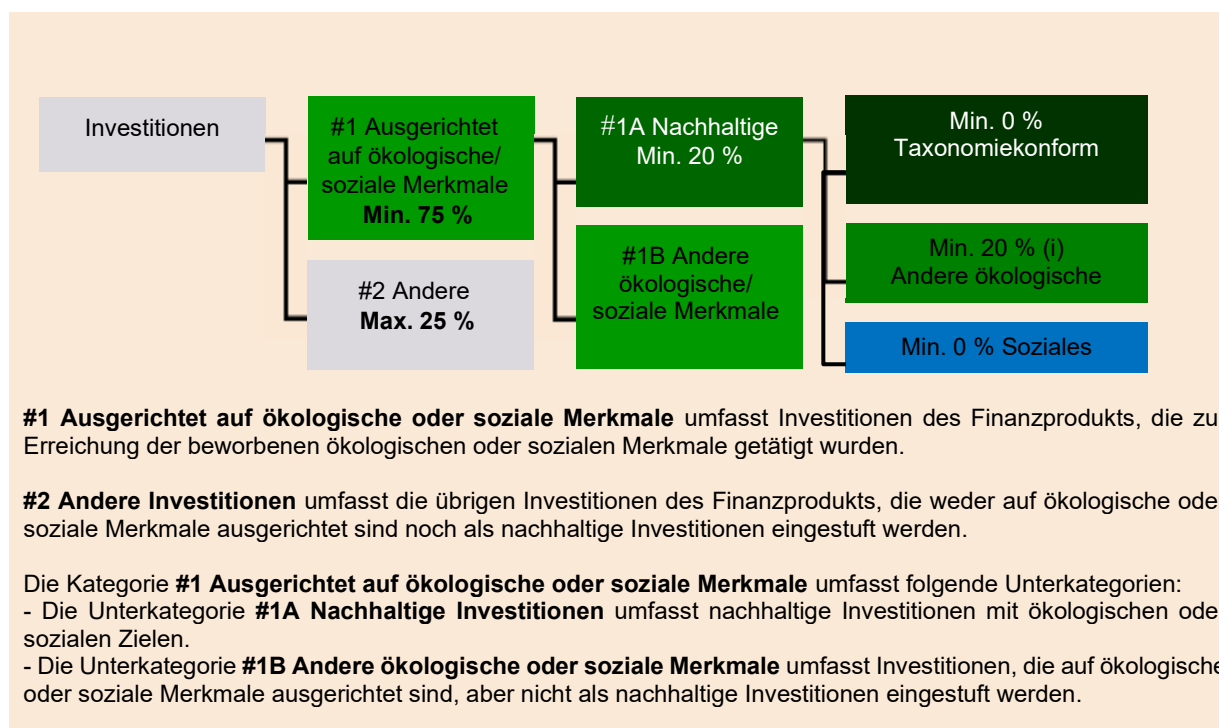 Investitionen
#1 Ausgerichtet
auf ökologische/
soziale Merkmale
Min. 75 %
#2 Andere
Max. 25 %
#1A Nachhaltige
Min. 20 %
#1B Andere
ökologische/
soziale Merkmale
Min. 0 %
Taxonomiekonform
Min. 20 % (i)
Andere ökologische
Min. 0 % Soziales
#1 Ausgerichtet auf ökologische oder soziale Merkmale umfasst Investitionen des Finanzprodukts, die zu
Erreichung der beworbenen ökologischen oder sozialen Merkmale getätigt wurden.
#2 Andere Investitionen umfasst die übrigen Investitionen des Finanzprodukts, die weder auf ökologische ode
soziale Merkmale ausgerichtet sind noch als nachhaltige Investitionen eingestuft werden.
Die Kategorie #1 Ausgerichtet auf ökologische oder soziale Merkmale umfasst folgende Unterkategorien:
- Die Unterkategorie #1A Nachhaltige Investitionen umfasst nachhaltige Investitionen mit ökologischen ode
sozialen Zielen.
- Die Unterkategorie #1B Andere ökologische oder soziale Merkmale umfasst Investitionen, die auf ökologische
oder soziale Merkmale ausgerichtet sind, aber nicht als nachhaltige Investitionen eingestuft werden.